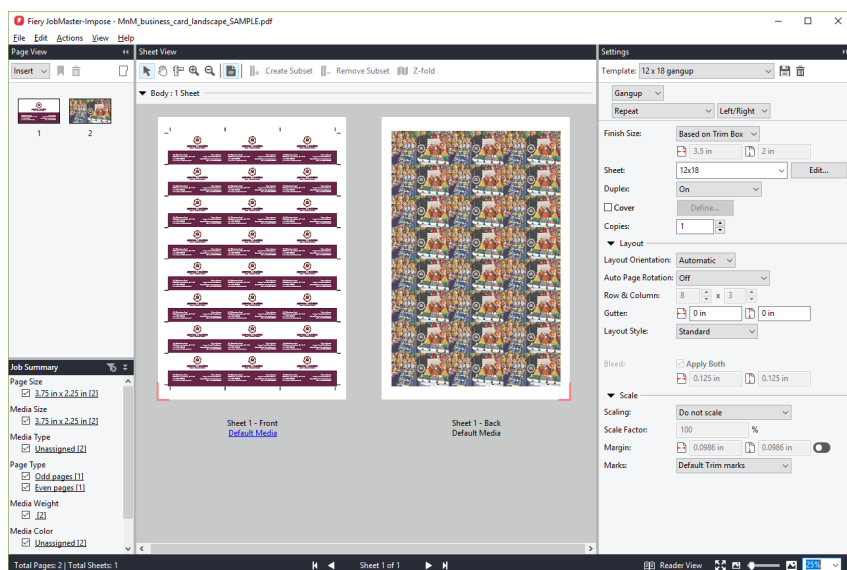 Fiery JobMaster-Impose - MnM_business_card_landscape_SAMPLE.pdf
File Edit Actions View Help
Page View
Sheet View
Settings
Insert
Create Subset
Remove Subset
Z-fold
Template: 12 x 18 gangup
Body : 1 Sheet
Gangup
Repeat
Left/Right
1
2
Finish Size: Based on Trim Box
3.5 in
2 in
Sheet: 12x18
Edit...
Duplex: On
Cover
Define...
Copies: 1
Layout
Layout Orientation: Automatic
Auto Page Rotation: Off
Row & Column: 8 x 3
Gutter: 0 in
0 in
Layout Style: Standard
Bleed: Apply Both
0.125 in
0.125 in
Scale
Scaling: Do not scale
Scale Factor: 100 %
Margin: 0.0986 in
0.0986 in
Marks: Default Trim marks
Job Summary
Page Size
3.75 in x 2.25 in [2]
Media Size
3.75 in x 2.25 in [2]
Media Type
Unassigned [2]
Page Type
Odd pages [1]
Even pages [1]
Media Weight
[2]
Media Color
Unassigned [2]
Sheet 1 - Front
Default Media
Sheet 1 - Back
Default Media
Total Pages: 2 | Total Sheets: 1
Sheet 1 of 1
Reader View
25%